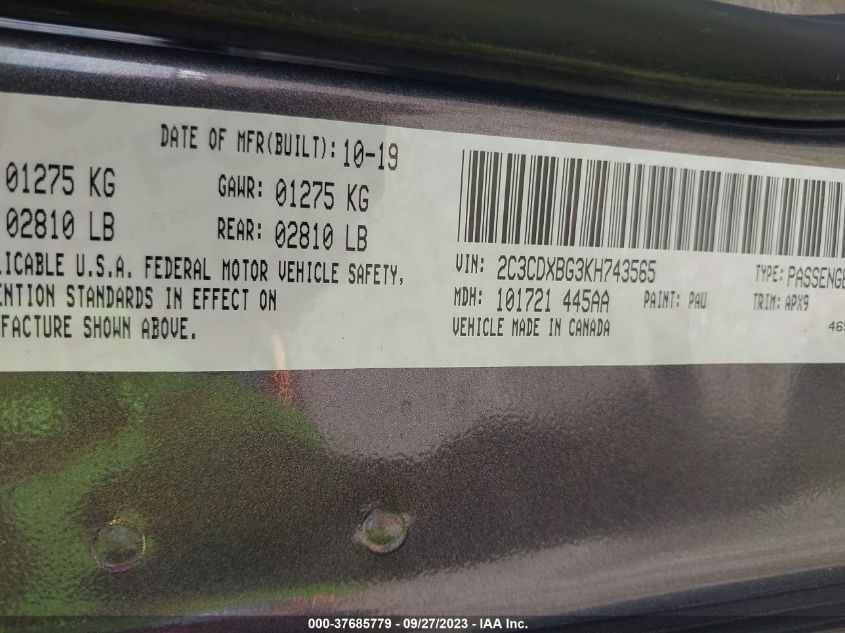 DATE OF MFR(BUILT): 10-19
01275 KG GAWR: 01275 KG
02810 LB REAR: 02810 LB
LICABLE U.S.A. FEDERAL MOTOR VEHICLE SAFETY,
ENTION STANDARDS IN EFFECT ON
FACTURE SHOWN ABOVE.
VIN: 2C3CDXBG3KH743565 TYPE: PASSENGE
MDH: 101721 445AA PAINT: PAU TRIM: APX9
VEHICLE MADE IN CANADA 465
000-37685779 - 09/27/2023 - IAA Inc.